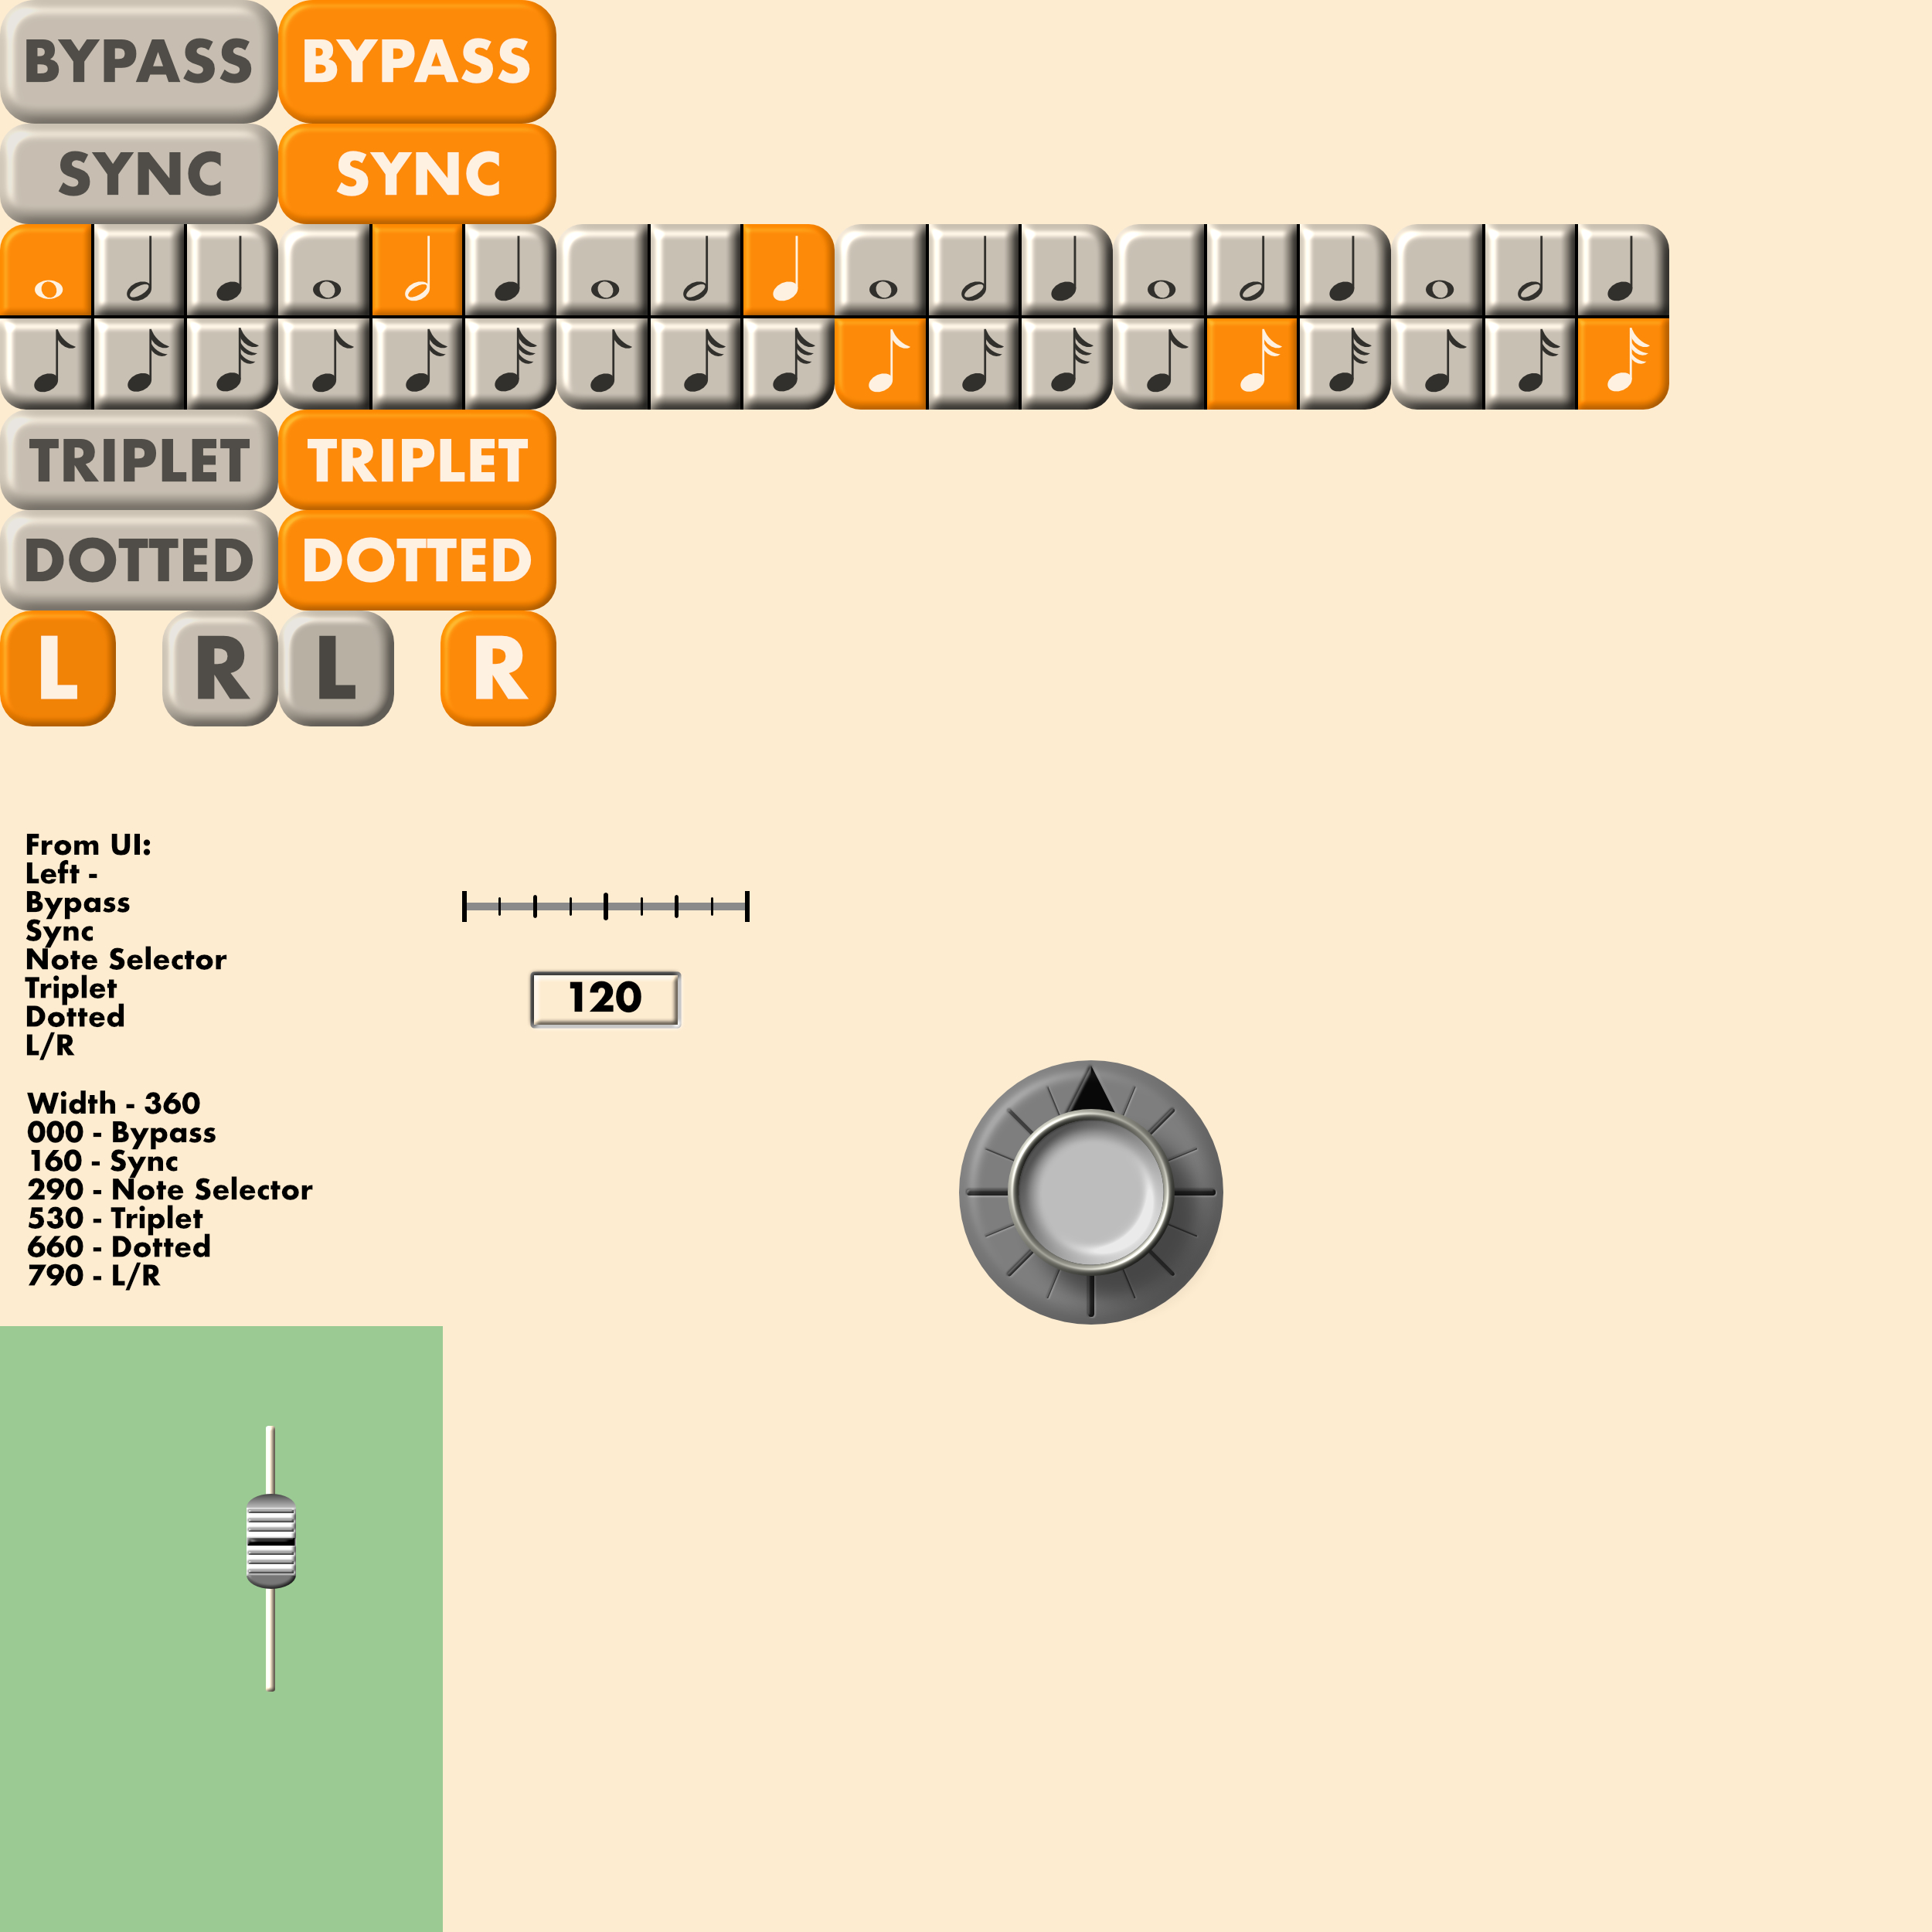 BYPASS BYPASS
SYNC SYNC
TRIPLET TRIPLET
DOTTED DOTTED
L R L R
From UI:
Left -
Bypass
Sync
Note Selector
Triplet
Dotted
L/R
120
Width - 360
000 - Bypass
160 - Sync
290 - Note Selector
530 - Triplet
660 - Dotted
790 - L/R